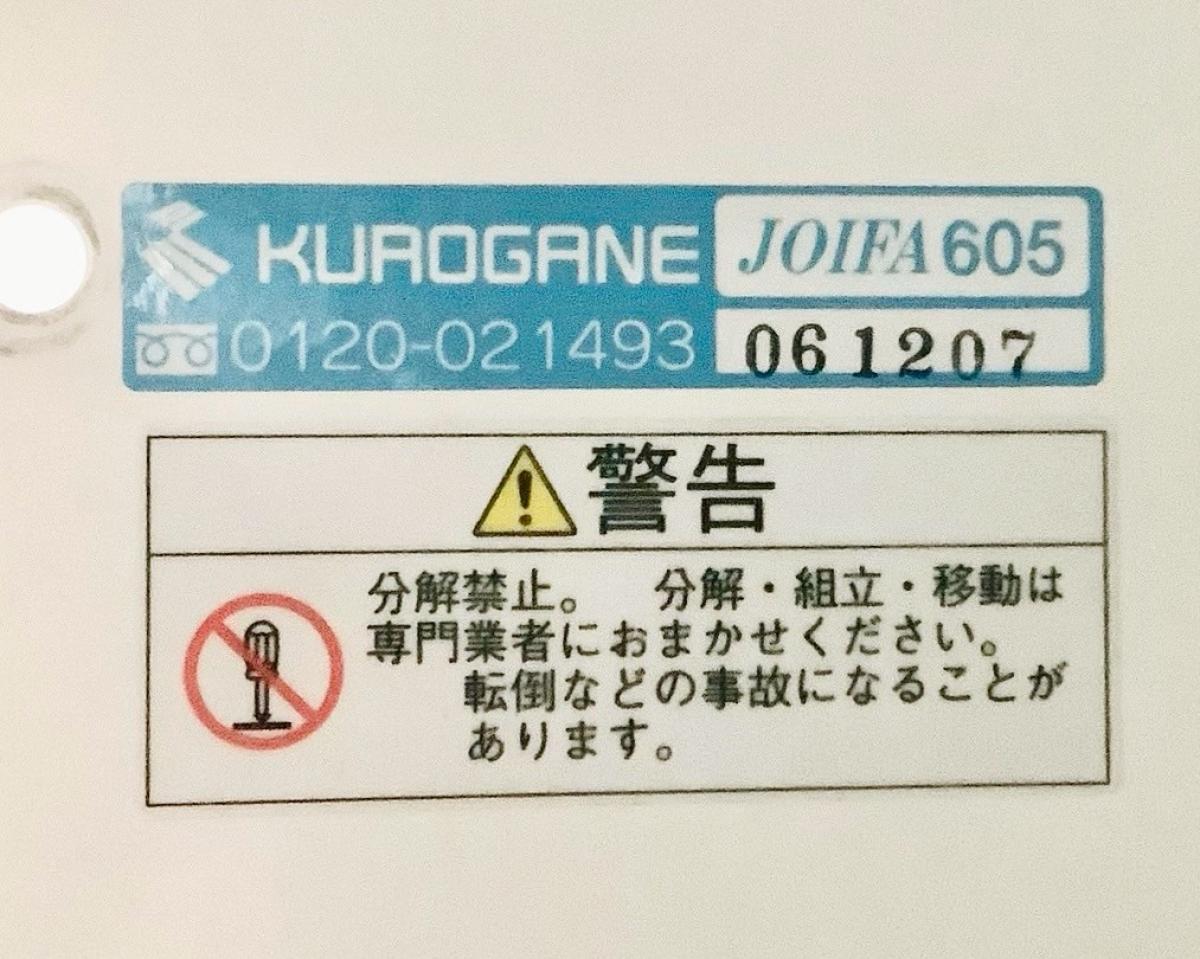 KUROGANE
JOIFA 605
0120-021493
061207
警告
分解禁止。　分解・組立・移動は
専門業者におまかせください。
転倒などの事故になることが
あります。